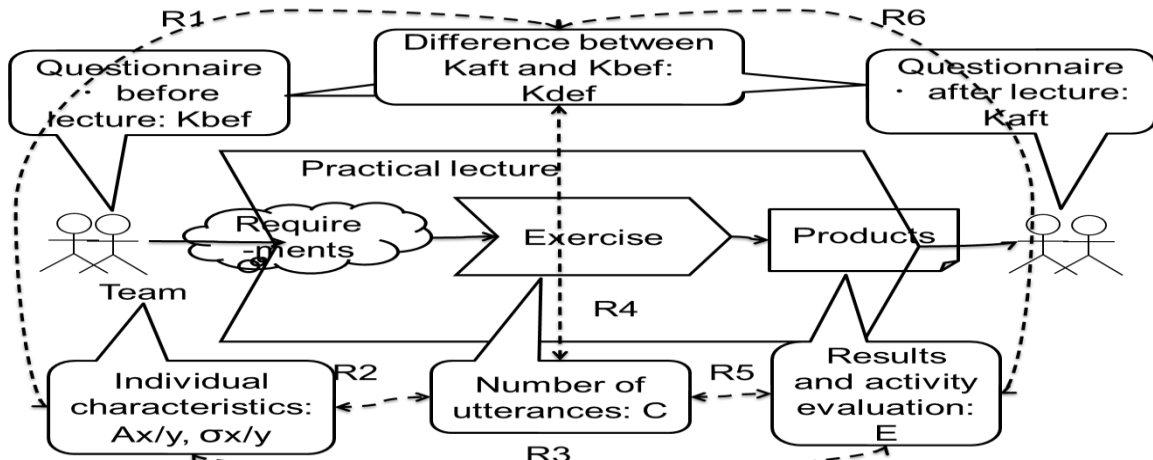 R1
R6
Difference between
Kaft and Kbef:
Kdef
Questionnaire
・ before
lecture: Kbef
Questionnaire
・ after lecture:
Kaft
Practical lecture
Require
-ments
Exercise
Products
Team
R4
Individual
characteristics:
Ax/y, σx/y
R2
Number of
utterances: C
R5
Results
and activity
evaluation:
E
R3